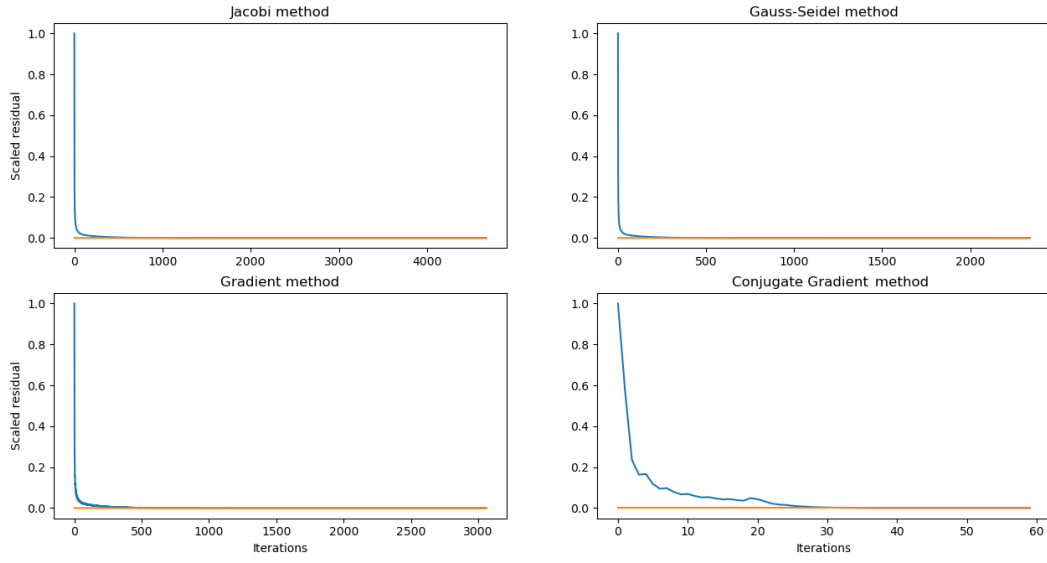 Jacobi method
Scaled residual
1.0
0.8
0.6
0.4
0.2
0.0
0 1000 2000 3000 4000
Gauss-Seidel method
1.0
0.8
0.6
0.4
0.2
0.0
0 500 1000 1500 2000
Gradient method
Scaled residual
1.0
0.8
0.6
0.4
0.2
0.0
0 500 1000 1500 2000 2500 3000
Iterations
Conjugate Gradient method
1.0
0.8
0.6
0.4
0.2
0.0
0 10 20 30 40 50 60
Iterations